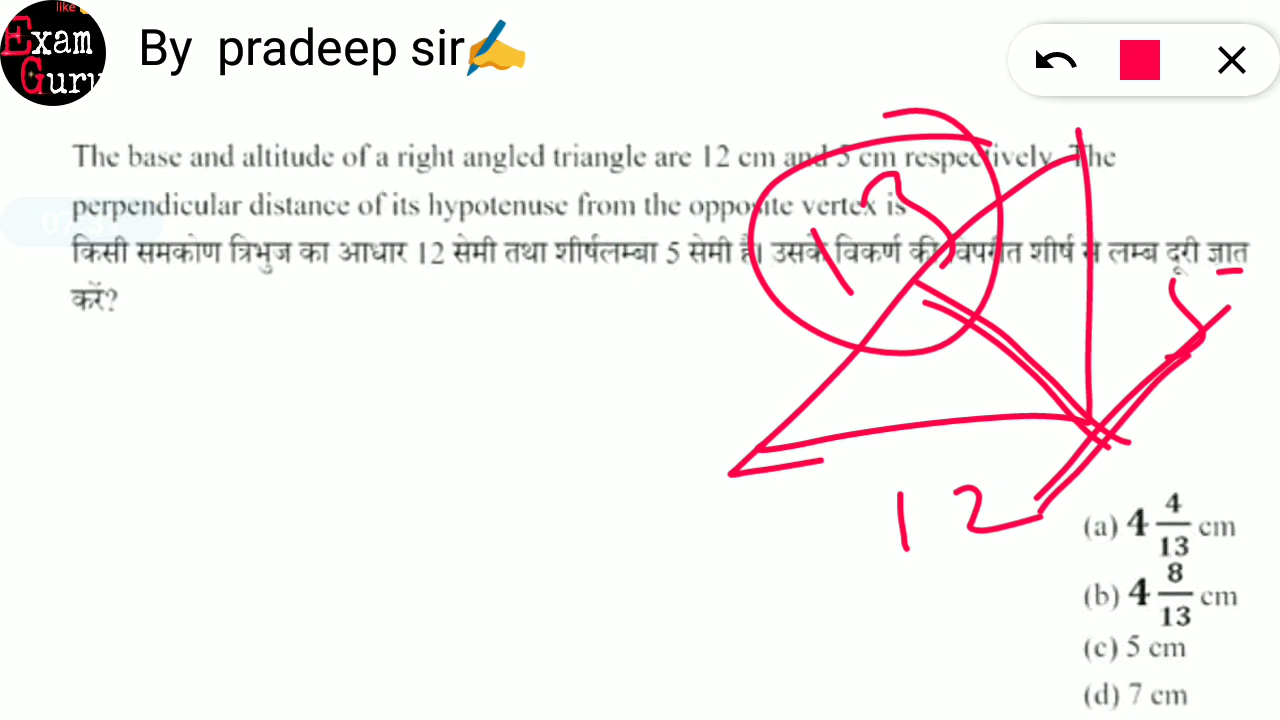 like
Exam
Guru
By pradeep sir✍️
The base and altitude of a right angled triangle are 12 cm and 5 cm respectively. The
perpendicular distance of its hypotenuse from the opposite vertex is
किसी समकोण त्रिभुज का आधार 12 सेमी तथा शीर्षलम्बा 5 सेमी है। उसके विकर्ण की विपरीत शीर्ष से लम्ब दूरी ज्ञात
करें?
13
5
12
(a) 4 4/13 cm
(b) 4 8/13 cm
(c) 5 cm
(d) 7 cm